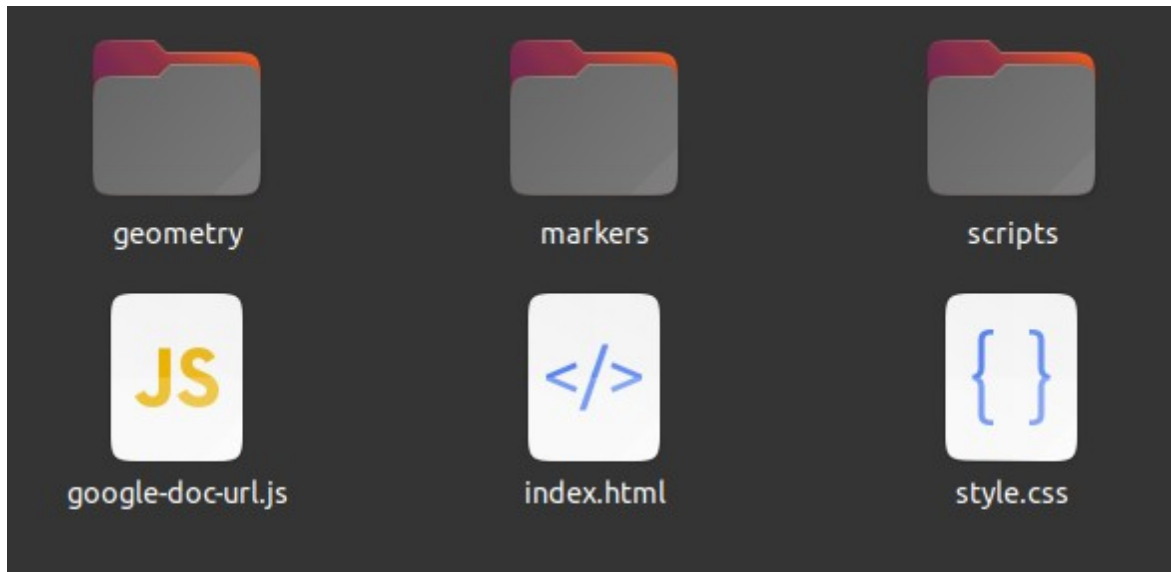 geometry markers scripts
JS </> { }
google-doc-url.js index.html style.css